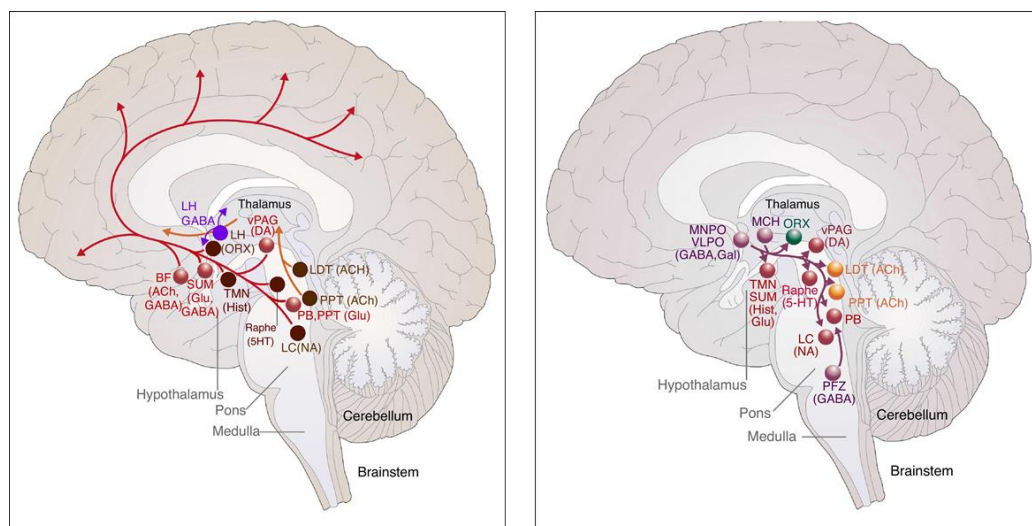 Thalamus
LH
GABA
vPAG
(DA)
LH
(ORX)
LDT (ACH)
BF
(ACh,
GABA)
SUM
(Glu,
GABA)
TMN
(Hist)
PPT (ACh)
PB,PPT (Glu)
Raphe
(5HT)
LC(NA)
Hypothalamus
Pons
Medulla
Cerebellum
Brainstem
Thalamus
MNPO
VLPO
(GABA,Gal)
MCH
ORX
vPAG
(DA)
LDT (ACh)
TMN
SUM
(Hist,
Glu)
Raphe
(5-HT)
PPT (ACh)
PB
LC
(NA)
PFZ
(GABA)
Hypothalamus
Pons
Medulla
Cerebellum
Brainstem